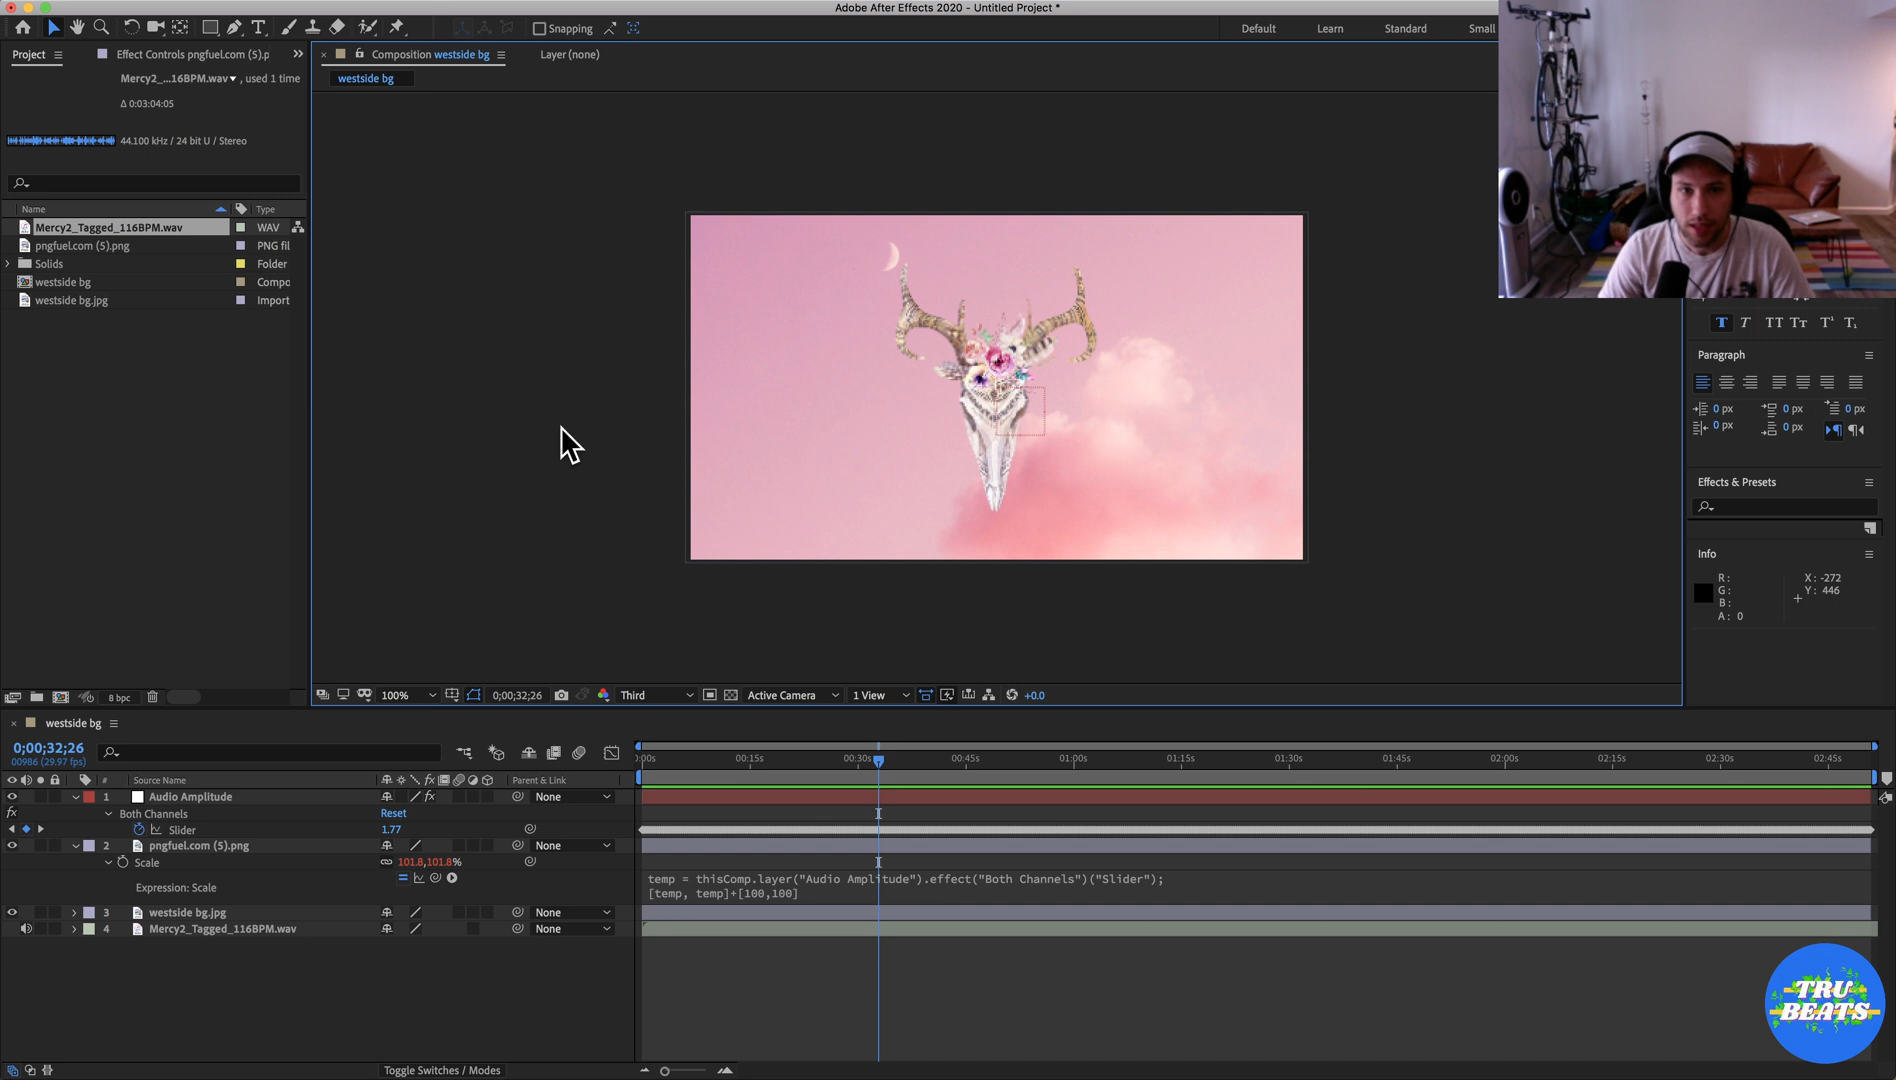 Adobe After Effects 2020 - Untitled Project *
Snapping
Default
Learn
Standard
Small
Project
Effect Controls pngfuel.com (5).p
Composition westside bg
Layer (none)
westside bg
Mercy2_...16BPM.wav , used 1 time
Δ 0:03:04:05
44.100 kHz / 24 bit U / Stereo
Name
Type
Mercy2_Tagged_116BPM.wav
WAV
pngfuel.com (5).png
PNG fil
Solids
Folder
westside bg
Compo
westside bg.jpg
Import
Paragraph
0 px
0 px
0 px
0 px
0 px
Effects & Presets
Info
R:
G:
B:
A: 0
X: -272
Y: 446
8 bpc
100%
0;00;32;26
Third
Active Camera
1 View
+0.0
westside bg
0;00;32;26
00986 (29.97 fps)
#
Source Name
Parent & Link
0:00s
00:15s
00:30s
00:45s
01:00s
01:15s
01:30s
01:45s
02:00s
02:15s
02:30s
02:45s
1
Audio Amplitude
None
Both Channels
Reset
Slider
1.77
2
pngfuel.com (5).png
None
Scale
101.8,101.8%
Expression: Scale
temp = thisComp.layer("Audio Amplitude").effect("Both Channels")("Slider");
[temp, temp]+[100,100]
3
westside bg.jpg
None
4
Mercy2_Tagged_116BPM.wav
None
Toggle Switches / Modes
TRU
BEATS